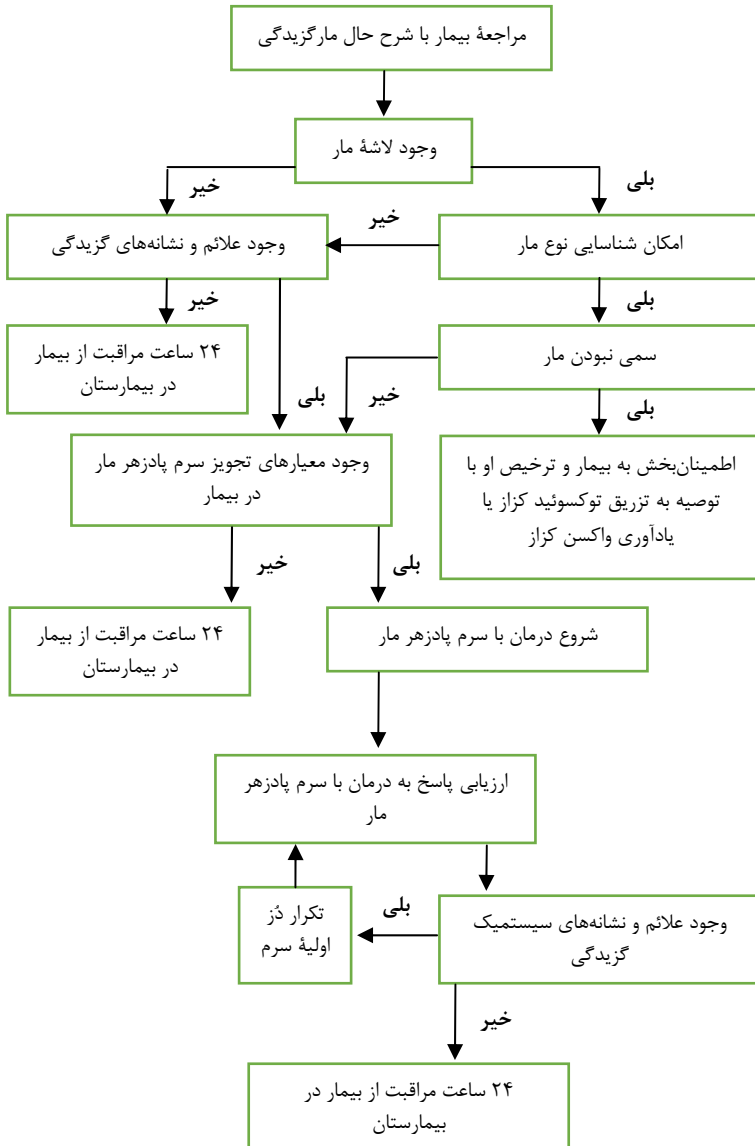 مراجعۀ بیمار با شرح حال مارگزیدگی
وجود لاشۀ مار
بلی
خیر
امکان شناسایی نوع مار
خیر
وجود علائم و نشانه‌های گزیدگی
بلی
خیر
سمی نبودن مار
۲۴ ساعت مراقبت از بیمار
در بیمارستان
بلی
خیر
بلی
اطمینان‌بخش به بیمار و ترخیص او با
توصیه به تزریق توکسوئید کزاز یا
یادآوری واکسن کزاز
وجود معیارهای تجویز سرم پادزهر مار
در بیمار
بلی
خیر
شروع درمان با سرم پادزهر مار
۲۴ ساعت مراقبت از بیمار
در بیمارستان
ارزیابی پاسخ به درمان با سرم پادزهر
مار
وجود علائم و نشانه‌های سیستمیک
گزیدگی
بلی
تکرار دُز
اولیۀ سرم
خیر
۲۴ ساعت مراقبت از بیمار در
بیمارستان